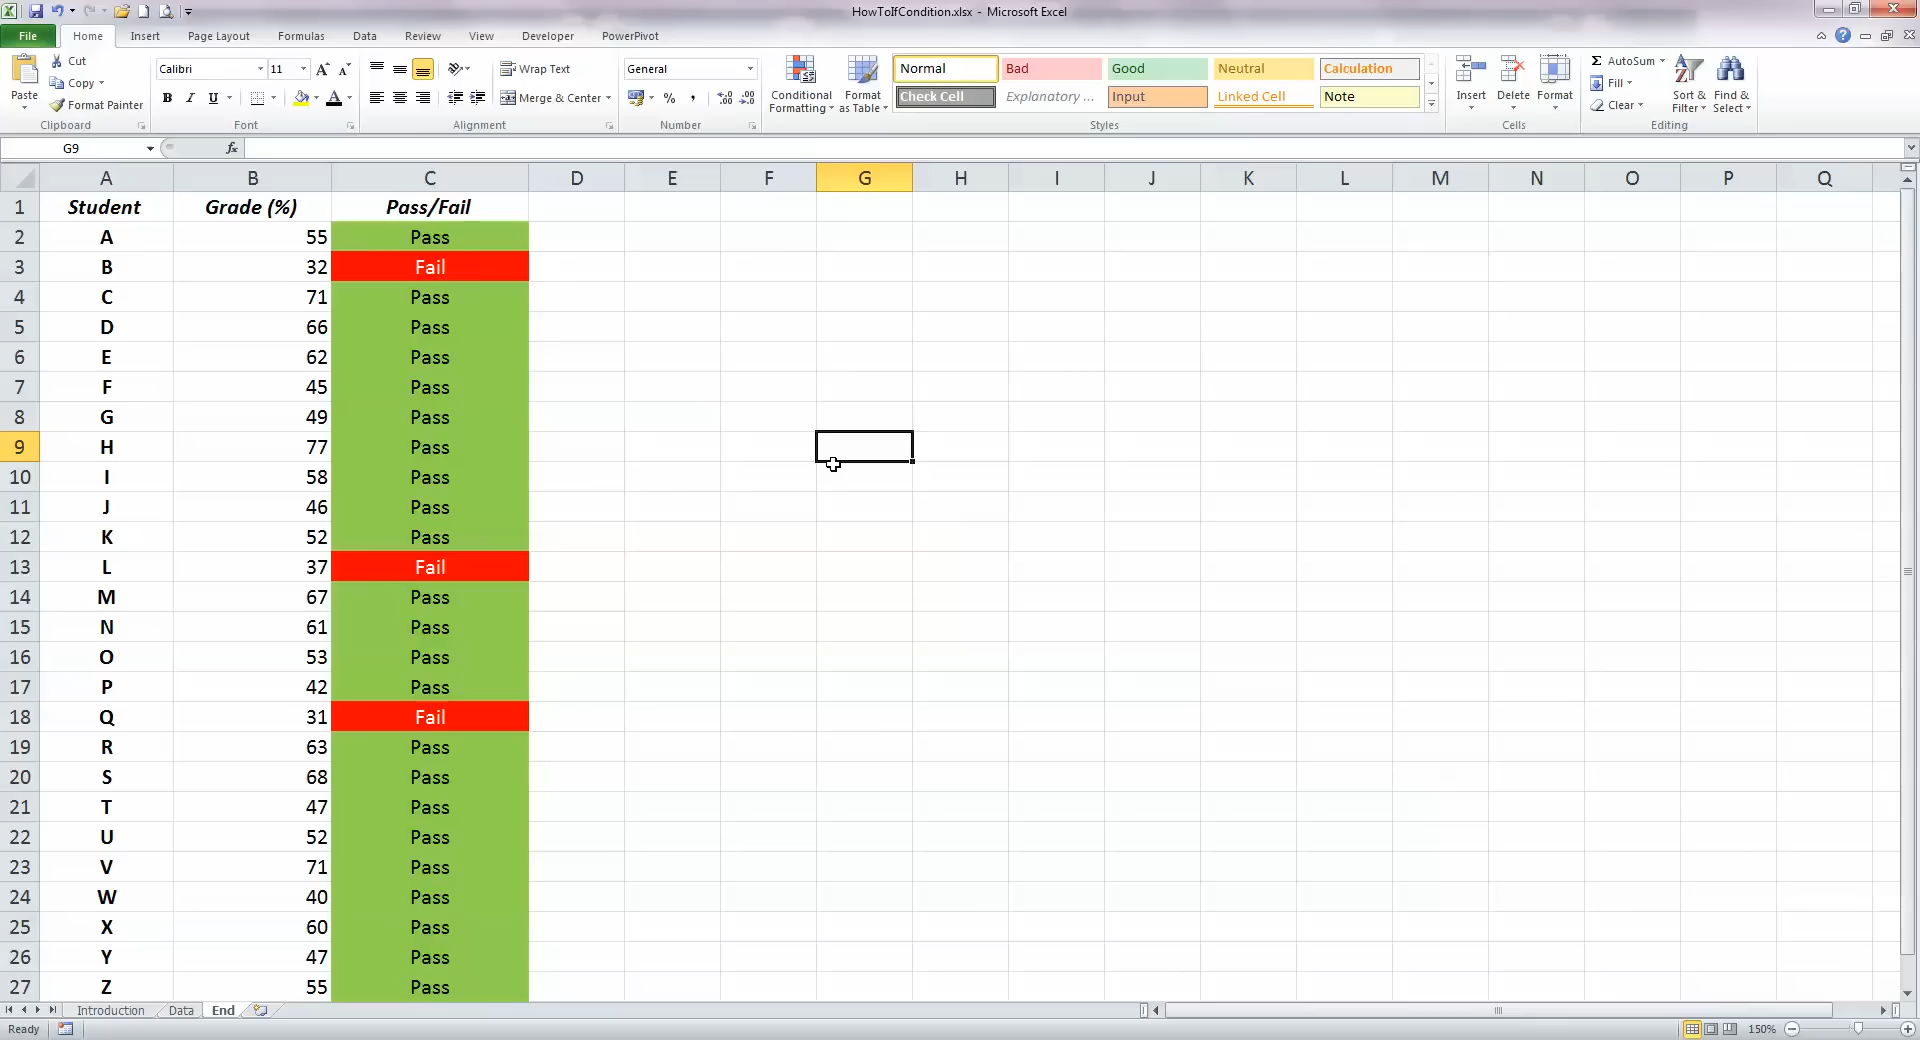 HowToIfCondition.xlsx - Microsoft Excel
File Home Insert Page Layout Formulas Data Review View Developer PowerPivot
Paste
Cut
Copy
Format Painter
Clipboard
Calibri 11
B I U
Font
Wrap Text
Merge & Center
Alignment
General
%
Number
Conditional Formatting
Format as Table
Normal Bad Good Neutral Calculation
Check Cell Explanatory ... Input Linked Cell Note
Styles
Insert Delete Format
Cells
Σ AutoSum
Fill
Clear
Sort & Filter
Find & Select
Editing
G9 fx
A B C D E F G H I J K L M N O P Q
1 Student Grade (%) Pass/Fail
2 A 55 Pass
3 B 32 Fail
4 C 71 Pass
5 D 66 Pass
6 E 62 Pass
7 F 45 Pass
8 G 49 Pass
9 H 77 Pass
10 I 58 Pass
11 J 46 Pass
12 K 52 Pass
13 L 37 Fail
14 M 67 Pass
15 N 61 Pass
16 O 53 Pass
17 P 42 Pass
18 Q 31 Fail
19 R 63 Pass
20 S 68 Pass
21 T 47 Pass
22 U 52 Pass
23 V 71 Pass
24 W 40 Pass
25 X 60 Pass
26 Y 47 Pass
27 Z 55 Pass
Introduction Data End
Ready 150%